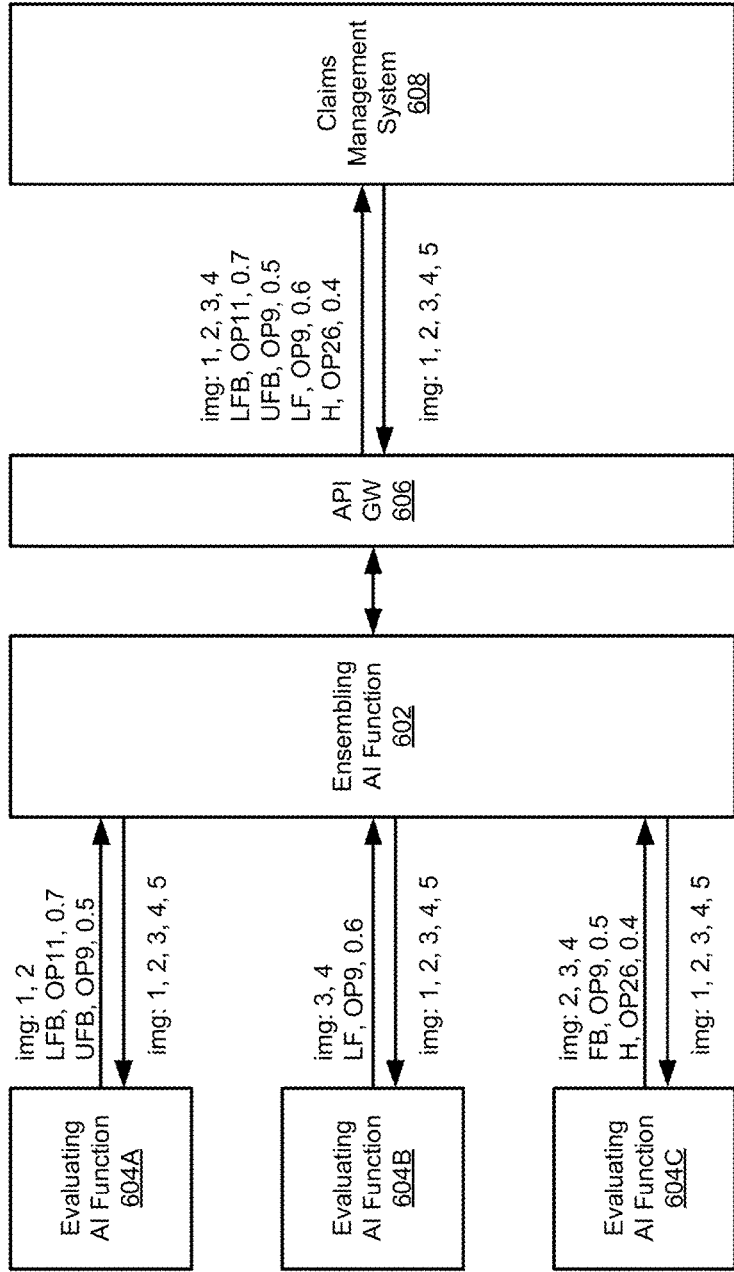 Evaluating
AI Function
604A
img: 1, 2
LFB, OP11, 0.7
UFB, OP9, 0.5
img: 1, 2, 3, 4, 5
Evaluating
AI Function
604B
img: 3, 4
LF, OP9, 0.6
img: 1, 2, 3, 4, 5
Evaluating
AI Function
604C
img: 2, 3, 4
FB, OP9, 0.5
H, OP26, 0.4
img: 1, 2, 3, 4, 5
Ensembling
AI Function
602
API
GW
606
img: 1, 2, 3, 4
LFB, OP11, 0.7
UFB, OP9, 0.5
LF, OP9, 0.6
H, OP26, 0.4
img: 1, 2, 3, 4, 5
Claims
Management
System
608